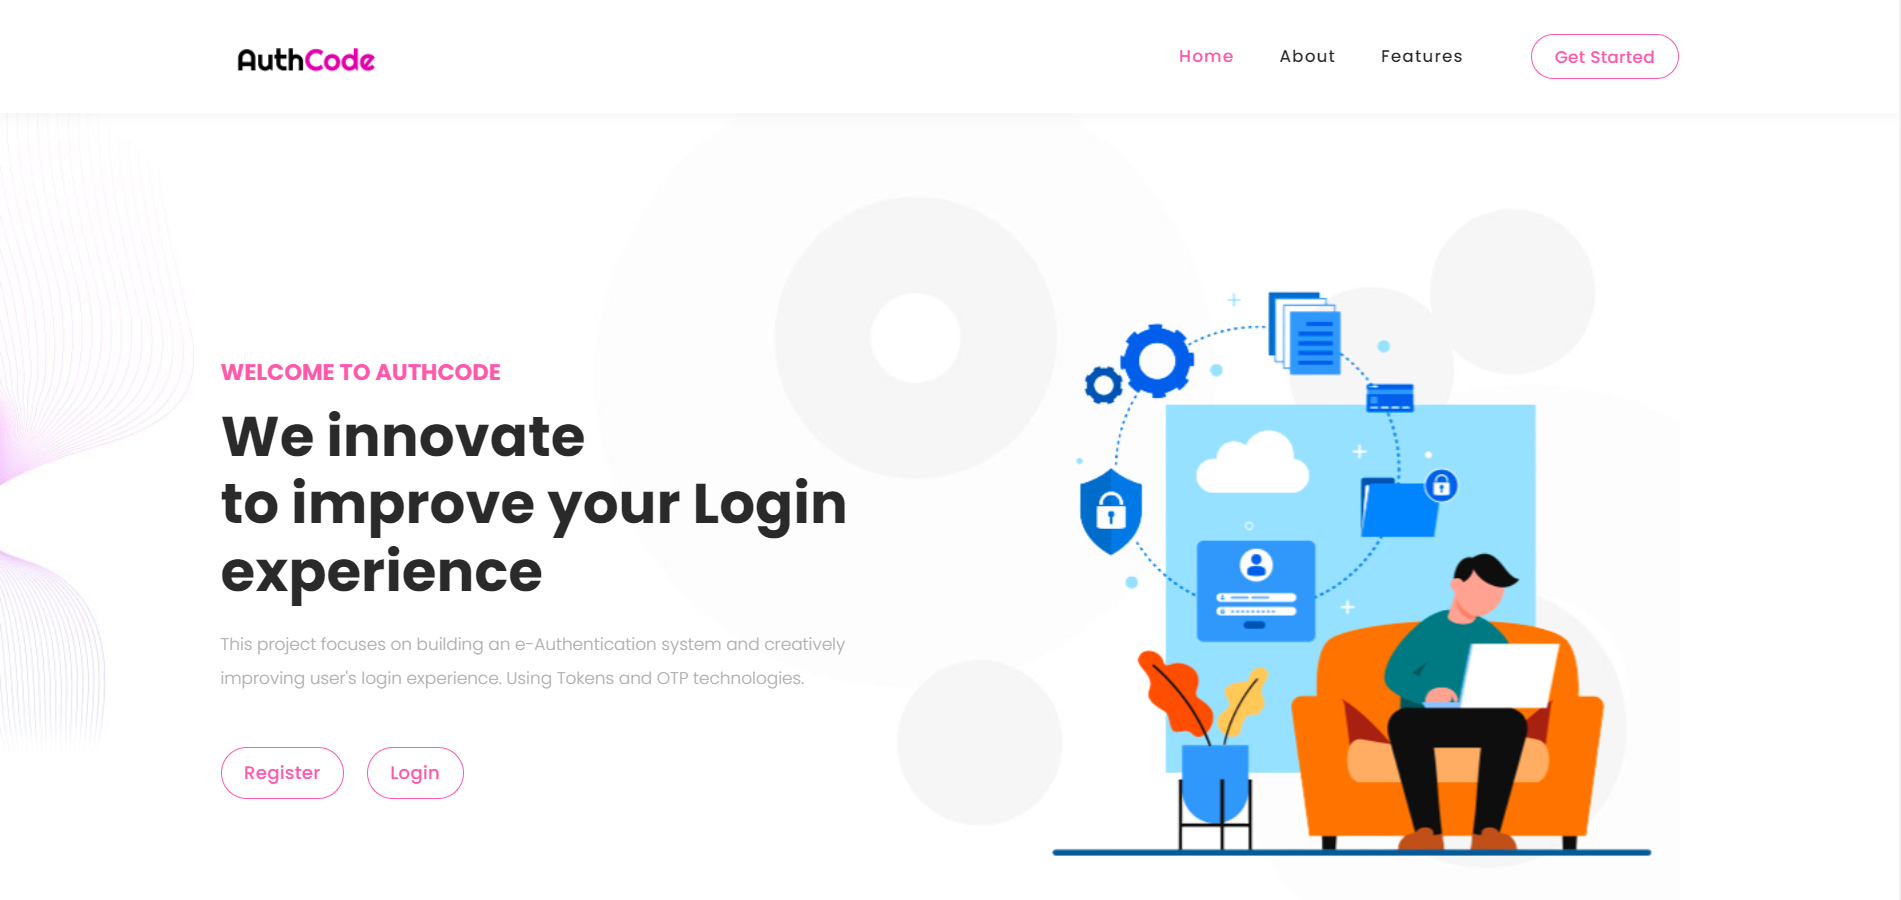 AuthCode
Home About Features Get Started
WELCOME TO AUTHCODE
We innovate
to improve your Login
experience
This project focuses on building an e-Authentication system and creatively
improving user's login experience. Using Tokens and OTP technologies.
Register Login